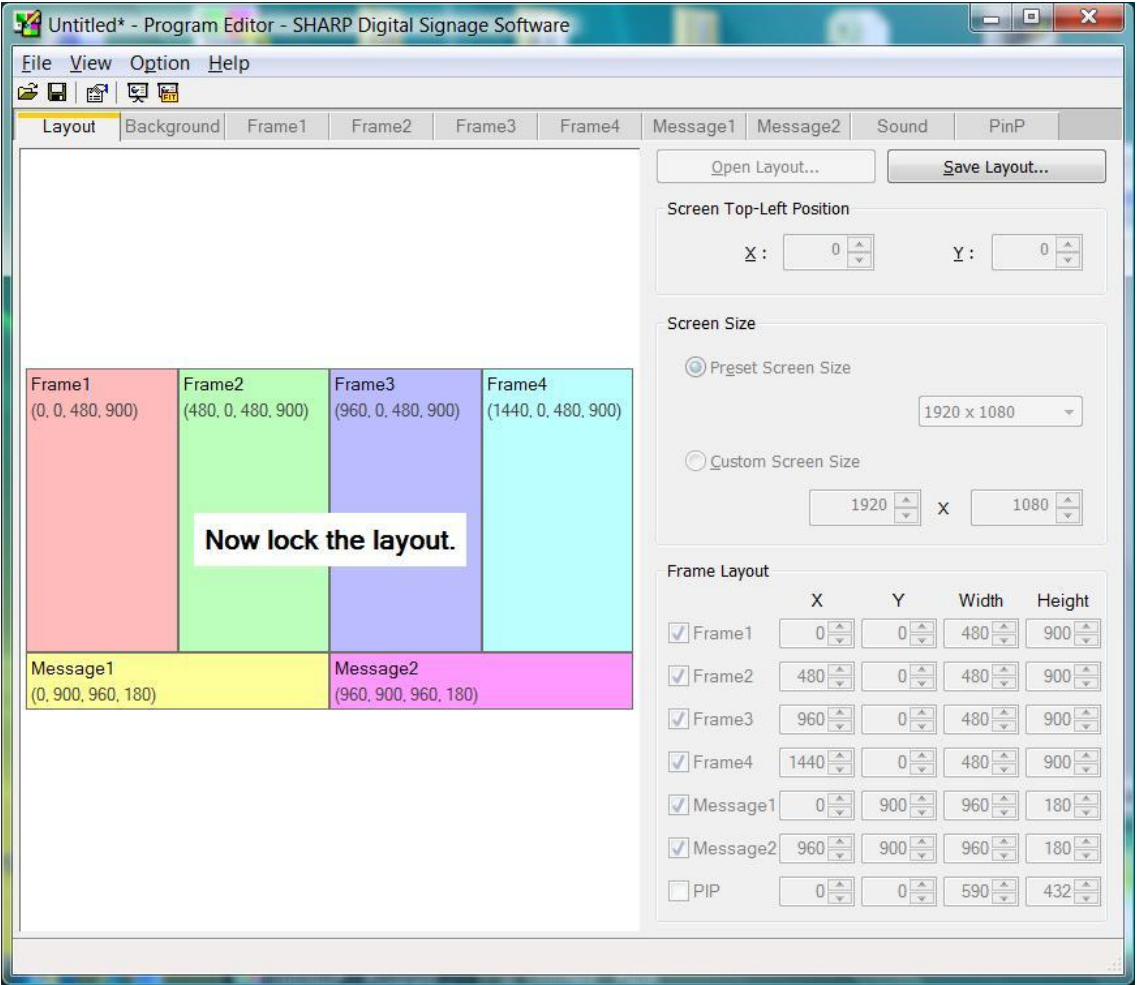 Untitled* - Program Editor - SHARP Digital Signage Software
File View Option Help
FIT
Layout Background Frame1 Frame2 Frame3 Frame4 Message1 Message2 Sound PinP
Open Layout... Save Layout...
Screen Top-Left Position
X : 0 Y : 0
Screen Size
Preset Screen Size
1920 x 1080
Custom Screen Size
1920 X 1080
Frame1 Frame2 Frame3 Frame4
(0, 0, 480, 900) (480, 0, 480, 900) (960, 0, 480, 900) (1440, 0, 480, 900)
Now lock the layout.
Message1 Message2
(0, 900, 960, 180) (960, 900, 960, 180)
Frame Layout
X Y Width Height
Frame1 0 0 480 900
Frame2 480 0 480 900
Frame3 960 0 480 900
Frame4 1440 0 480 900
Message1 0 900 960 180
Message2 960 900 960 180
PIP 0 0 590 432